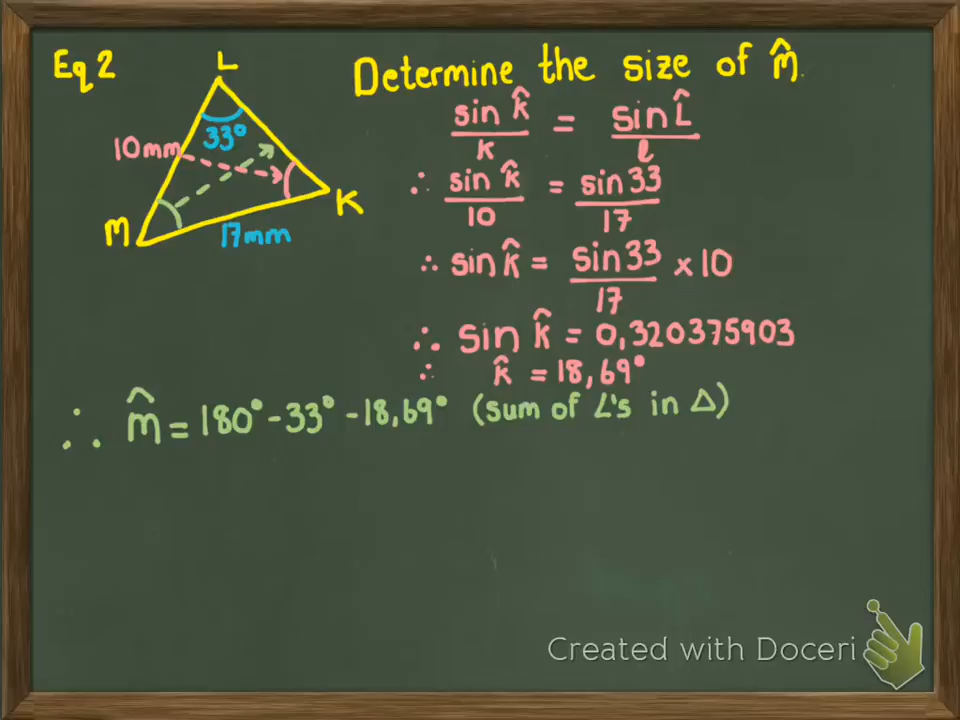 Eq 2
Determine the size of m̂.
L
33°
10mm
M
K
17mm
sin k̂ / k = sin L̂ / l
∴ sin k̂ / 10 = sin 33 / 17
∴ sin k̂ = sin 33 / 17 × 10
∴ sin k̂ = 0,320375903
∴ k̂ = 18,69°
∴ m̂ = 180° - 33° - 18,69° (sum of ∠'s in Δ)
Created with Doceri